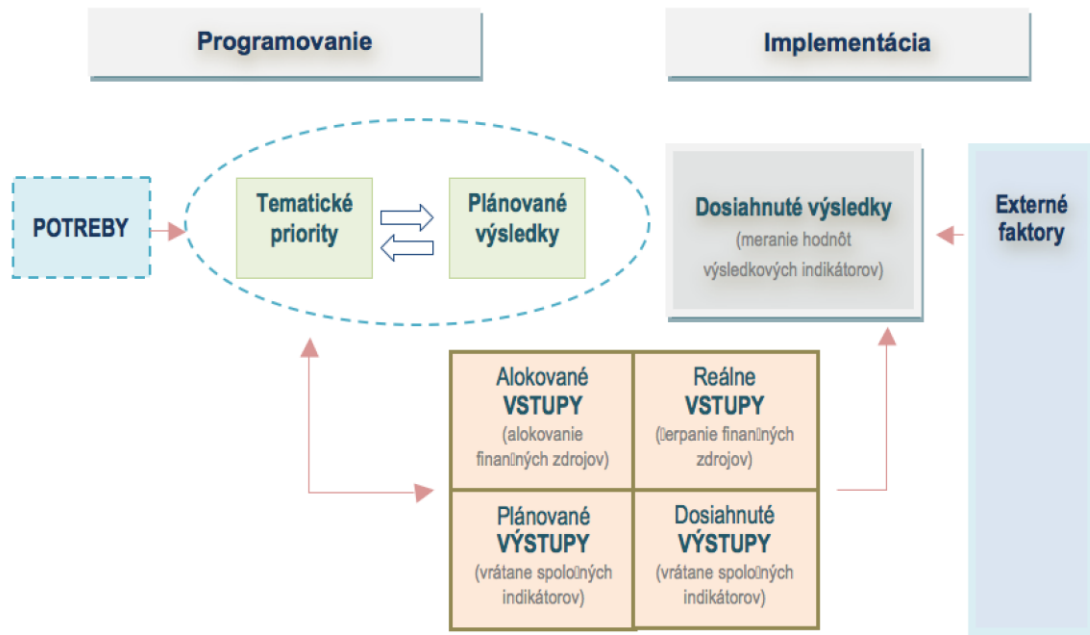 Programovanie
Implementácia
POTREBY
Tematické
priority
Plánované
výsledky
Dosiahnuté výsledky
(meranie hodnôt
výsledkových indikátorov)
Externé
faktory
Alokované
VSTUPY
(alokovanie
finan▯ných zdrojov)
Reálne
VSTUPY
(▯erpanie finan▯ných
zdrojov)
Plánované
VÝSTUPY
(vrátane spolo▯ných
indikátorov)
Dosiahnuté
VÝSTUPY
(vrátane spolo▯ných
indikátorov)